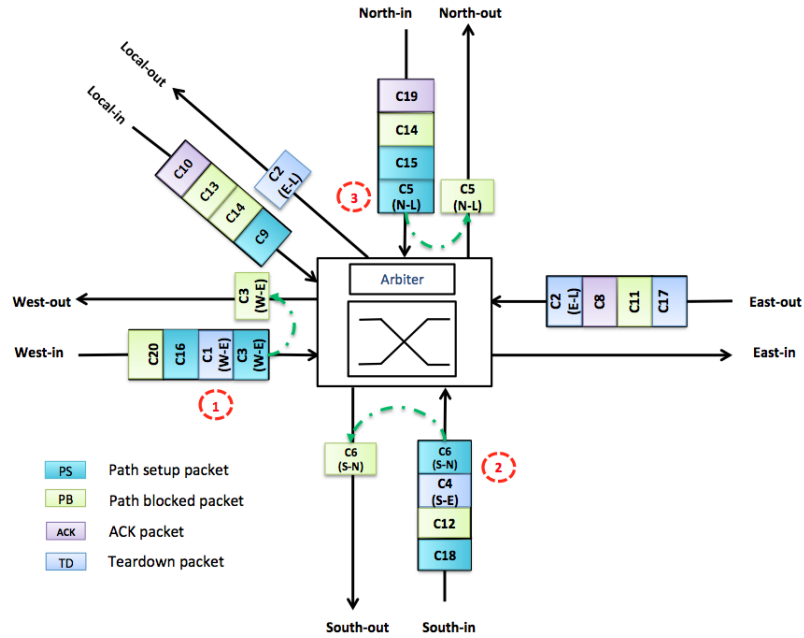 North-in
North-out
Local-out
Local-in
C19
C14
C15
C5
(N-L)
C5
(N-L)
3
C2
(E-L)
C10
C13
C14
C9
Arbiter
West-out
C3
(W-E)
C2
(E-L)
C8
C11
C17
East-out
West-in
C20
C16
C1
(W-E)
C3
(W-E)
East-in
1
C6
(S-N)
C6
(S-N)
2
C4
(S-E)
C12
C18
PS Path setup packet
PB Path blocked packet
ACK ACK packet
TD Teardown packet
South-out
South-in